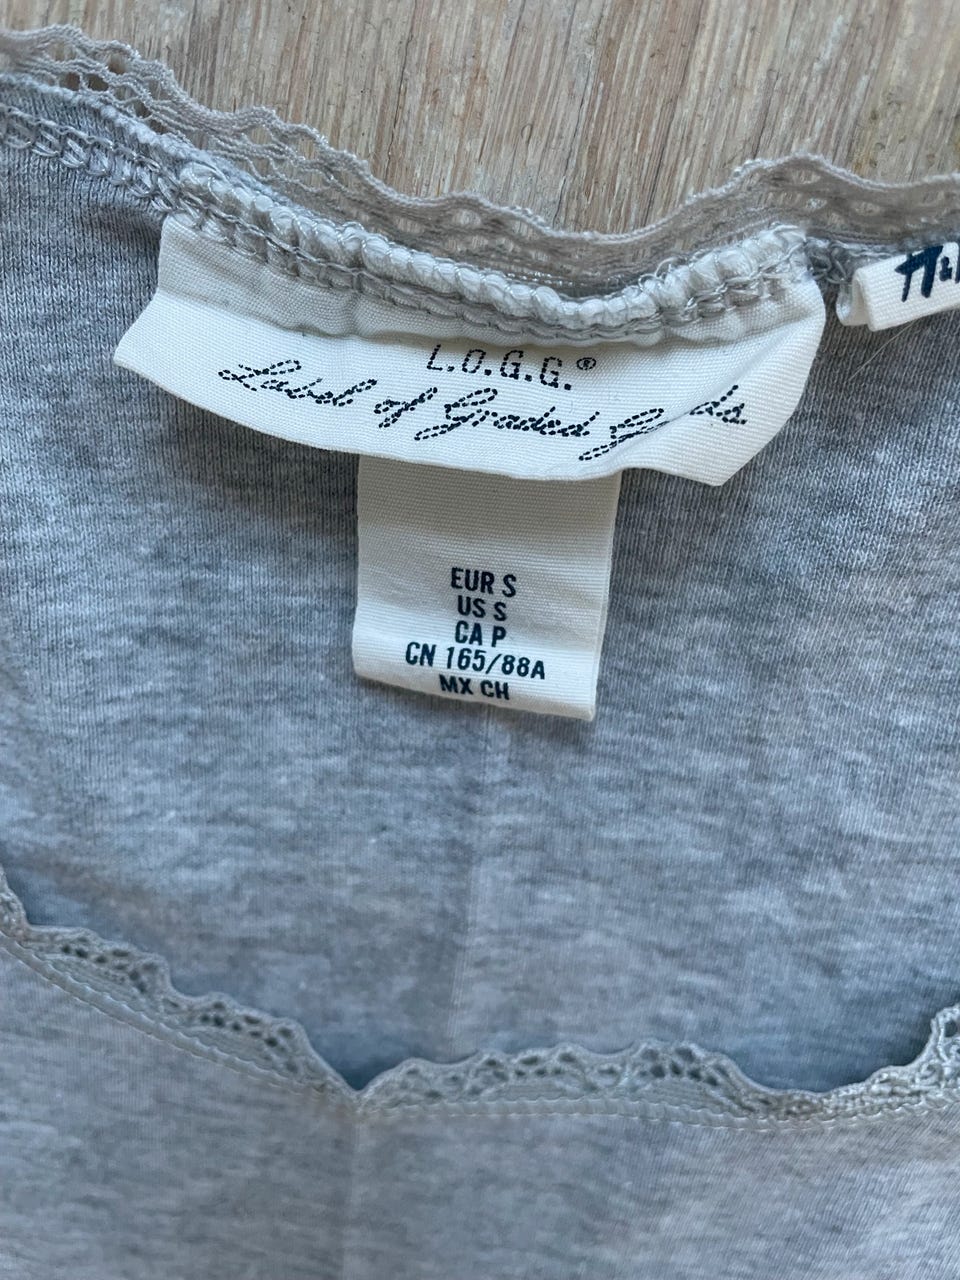 L.O.G.G.®
Label of Graded Goods.
EUR S
US S
CA P
CN 165/88A
MX CH